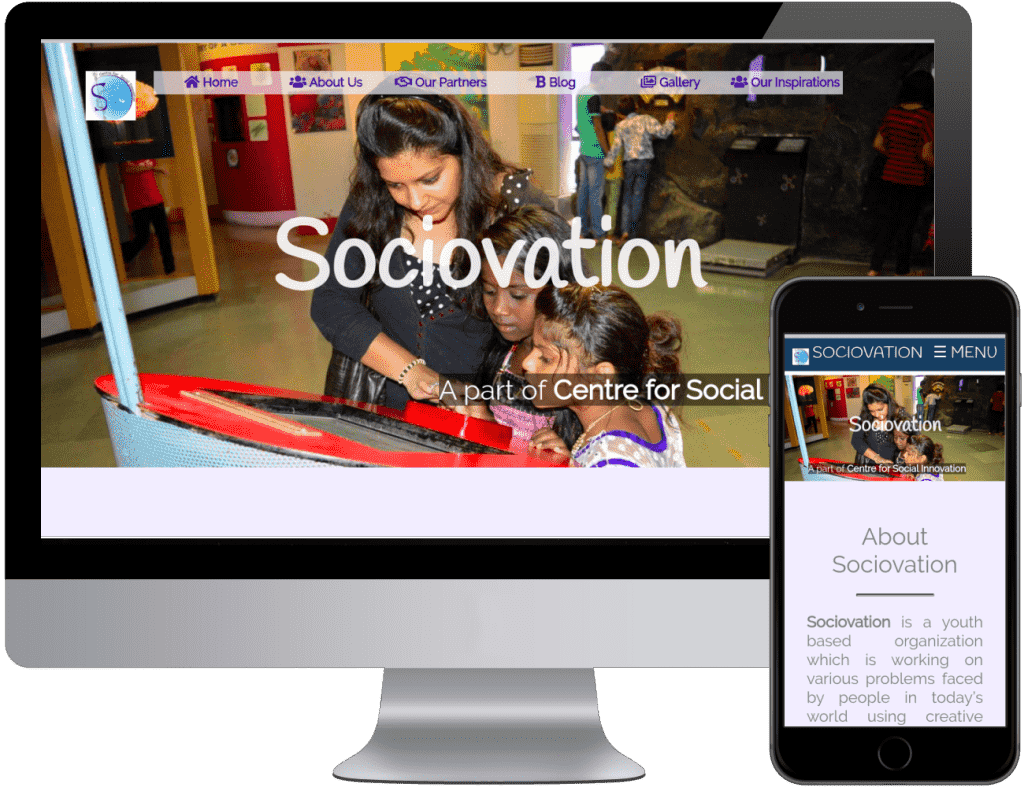 Home About Us Our Partners Blog Gallery Our Inspirations
S
Sociovation
A part of Centre for Social
SOCIOVATION ☰ MENU
Sociovation
A part of Centre for Social Innovation
About
Sociovation
Sociovation is a youth
based organization
which is working on
various problems faced
by people in today's
world using creative